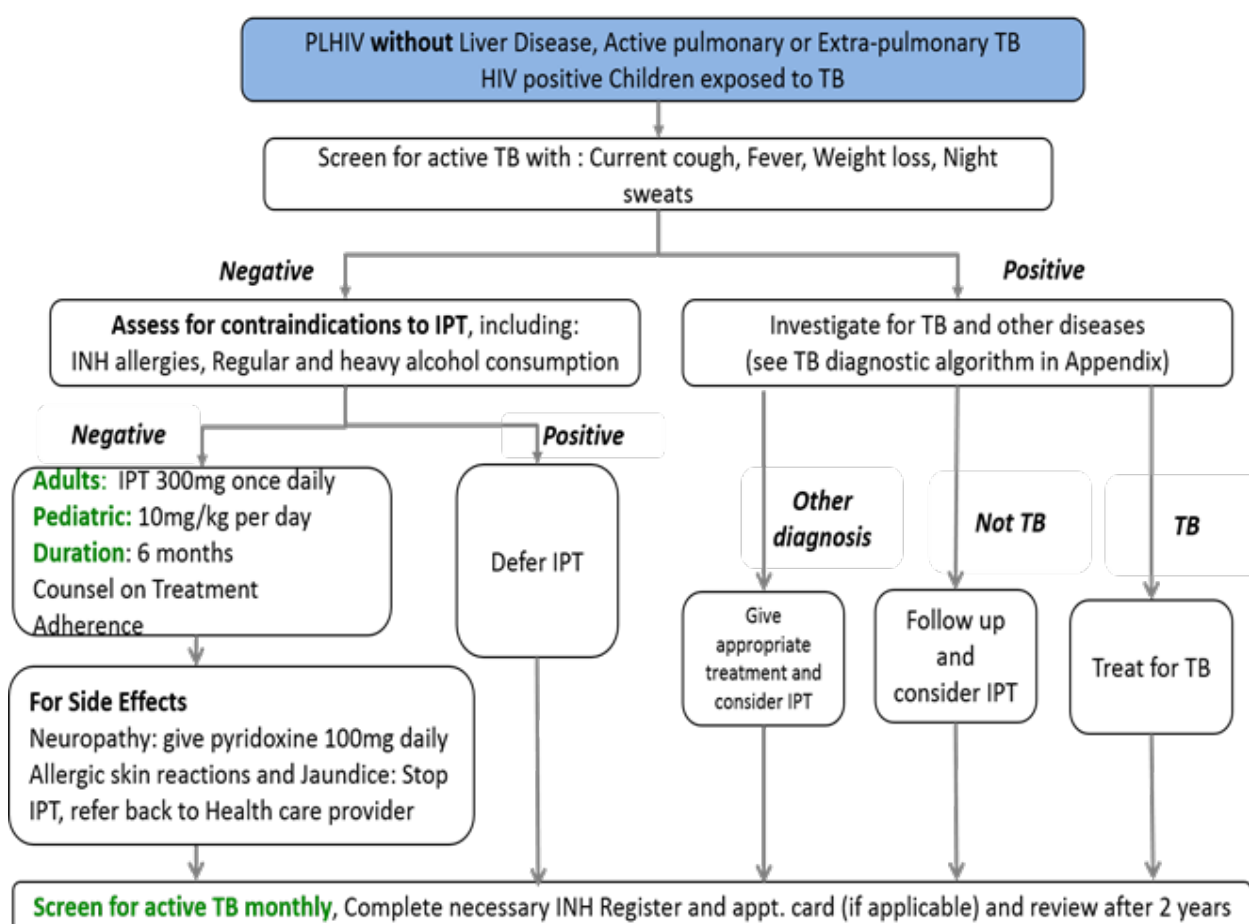 PLHIV without Liver Disease, Active pulmonary or Extra-pulmonary TB
HIV positive Children exposed to TB
Screen for active TB with : Current cough, Fever, Weight loss, Night
sweats
Negative
Positive
Assess for contraindications to IPT, including:
INH allergies, Regular and heavy alcohol consumption
Investigate for TB and other diseases
(see TB diagnostic algorithm in Appendix)
Negative
Positive
Adults: IPT 300mg once daily
Pediatric: 10mg/kg per day
Duration: 6 months
Counsel on Treatment
Adherence
Defer IPT
Other
diagnosis
Not TB
TB
Give
appropriate
treatment and
consider IPT
Follow up
and
consider IPT
Treat for TB
For Side Effects
Neuropathy: give pyridoxine 100mg daily
Allergic skin reactions and Jaundice: Stop
IPT, refer back to Health care provider
Screen for active TB monthly, Complete necessary INH Register and appt. card (if applicable) and review after 2 years